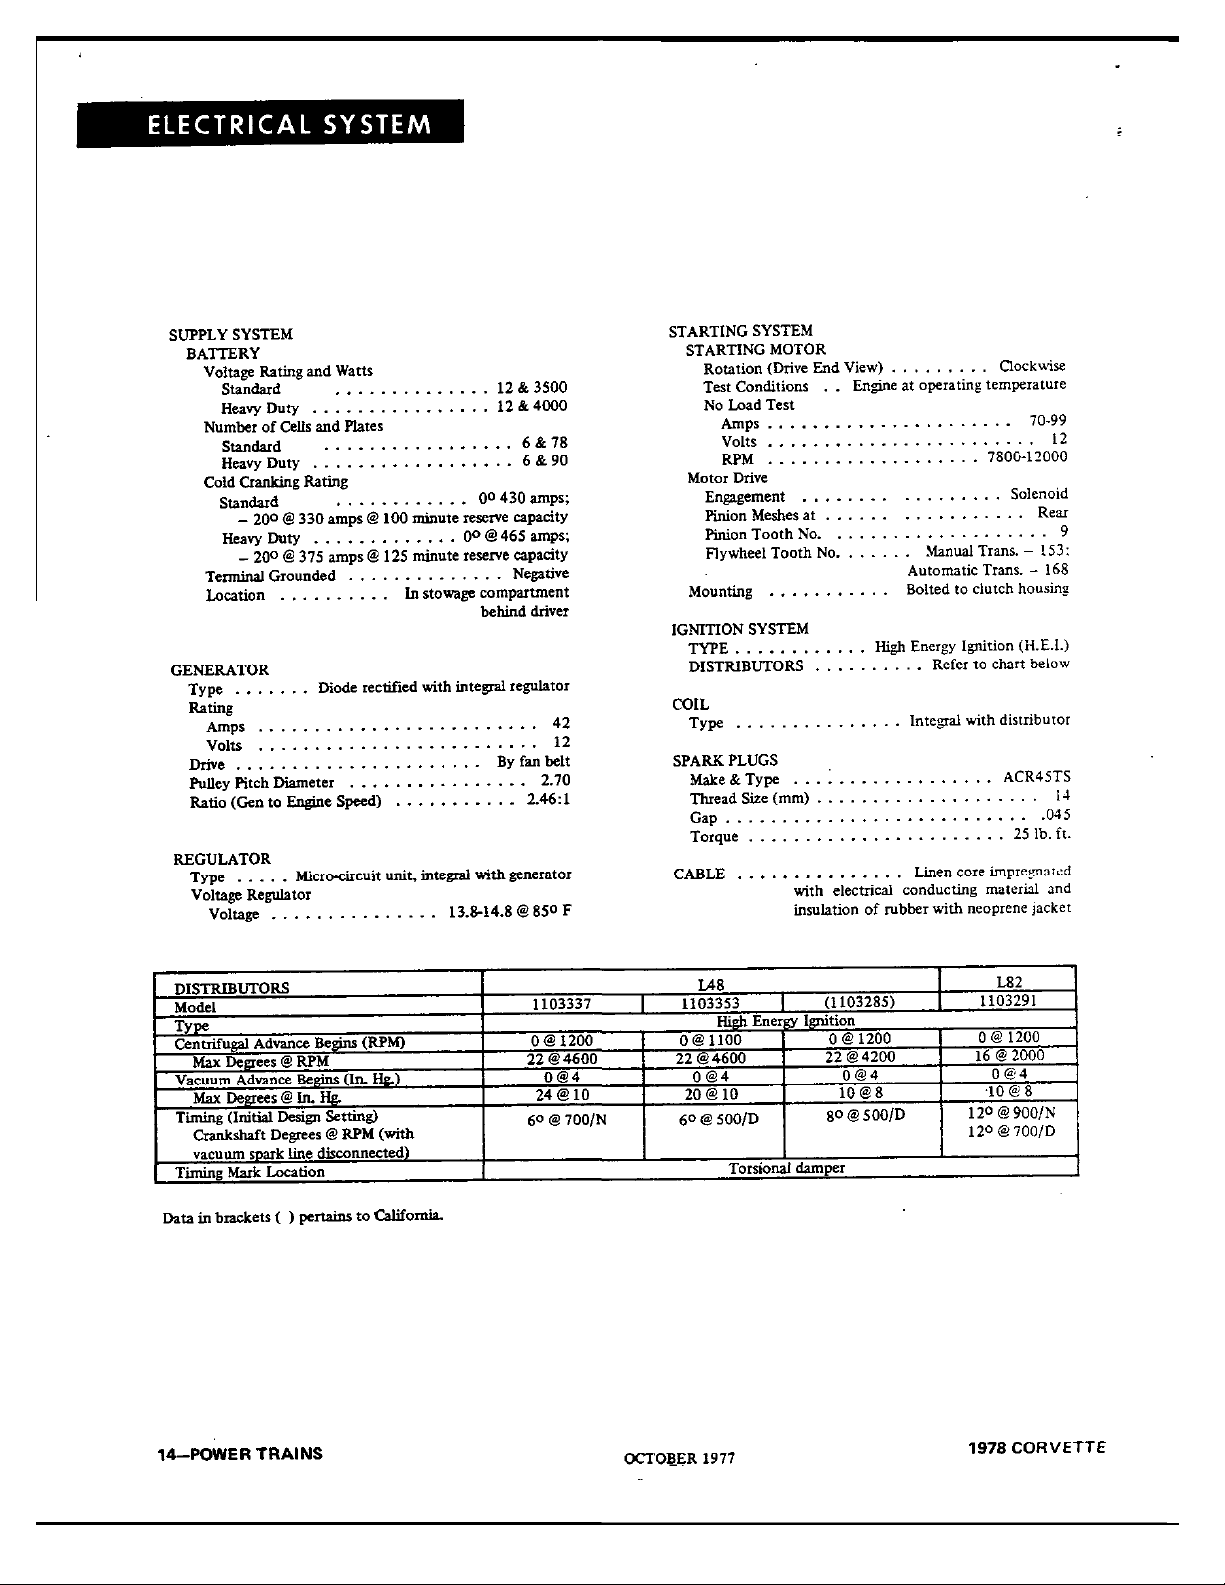 ELECTRICAL SYSTEM
SUPPLY SYSTEM
BATTERY
Voltage Rating and Watts
Standard . . . . . . . . . . . . . . 12 & 3500
Heavy Duty . . . . . . . . . . . . . . . . 12 & 4000
Number of Cells and Plates
Standard . . . . . . . . . . . . . . . . . 6 & 78
Heavy Duty . . . . . . . . . . . . . . . . . . 6 & 90
Cold Cranking Rating
Standard . . . . . . . . . . . . 0º 430 amps;
– 20º @ 330 amps @ 100 minute reserve capacity
Heavy Duty . . . . . . . . . . . . . 0º @ 465 amps;
– 20º @ 375 amps @ 125 minute reserve capacity
Terminal Grounded . . . . . . . . . . . . . . Negative
Location . . . . . . . . . . In stowage compartment
behind driver
GENERATOR
Type . . . . . . . Diode rectified with integral regulator
Rating
Amps . . . . . . . . . . . . . . . . . . . . . . . . . 42
Volts . . . . . . . . . . . . . . . . . . . . . . . . . 12
Drive . . . . . . . . . . . . . . . . . . . . . . By fan belt
Pulley Pitch Diameter . . . . . . . . . . . . . . . . 2.70
Ratio (Gen to Engine Speed) . . . . . . . . . . . 2.46:1
REGULATOR
Type . . . . . Micro-circuit unit, integral with generator
Voltage Regulator
Voltage . . . . . . . . . . . . . . . 13.8-14.8 @ 85º F
STARTING SYSTEM
STARTING MOTOR
Rotation (Drive End View) . . . . . . . . . Clockwise
Test Conditions . . Engine at operating temperature
No Load Test
Amps . . . . . . . . . . . . . . . . . . . . . . 70-99
Volts . . . . . . . . . . . . . . . . . . . . . . . . 12
RPM . . . . . . . . . . . . . . . . . . . 7800-12000
Motor Drive
Engagement . . . . . . . . . . . . . . . . . Solenoid
Pinion Meshes at . . . . . . . . . . . . . . . . . Rear
Pinion Tooth No. . . . . . . . . . . . . . . . . . . . 9
Flywheel Tooth No. . . . . . . Manual Trans. – 153:
Automatic Trans. – 168
Mounting . . . . . . . . . . . Bolted to clutch housing
IGNITION SYSTEM
TYPE . . . . . . . . . . . . High Energy Ignition (H.E.I.)
DISTRIBUTORS . . . . . . . . . . Refer to chart below
COIL
Type . . . . . . . . . . . . . . . Integral with distributor
SPARK PLUGS
Make & Type . . . . . . . . . . . . . . . . . . ACR45TS
Thread Size (mm) . . . . . . . . . . . . . . . . . . . . 14
Gap . . . . . . . . . . . . . . . . . . . . . . . . . . . .045
Torque . . . . . . . . . . . . . . . . . . . . . . . 25 lb. ft.
CABLE . . . . . . . . . . . . . . . Linen core impregnated
with electrical conducting material and
insulation of rubber with neoprene jacket
DISTRIBUTORS L48 L82
Model 1103337 1103353 (1103285) 1103291
Type High Energy Ignition
Centrifugal Advance Begins (RPM) 0 @ 1200 0 @ 1100 0 @ 1200 0 @ 1200
Max Degrees @ RPM 22 @ 4600 22 @ 4600 22 @ 4200 16 @ 2000
Vacuum Advance Begins (In. Hg.) 0 @ 4 0 @ 4 0 @ 4 0 @ 4
Max Degrees @ In. Hg. 24 @ 10 20 @ 10 10 @ 8 10 @ 8
Timing (Initial Design Setting) 6º @ 700/N 6º @ 500/D 8º @ 500/D 12º @ 900/N
Crankshaft Degrees @ RPM (with 12º @ 700/D
vacuum spark line disconnected)
Timing Mark Location Torsional damper
Data in brackets ( ) pertains to California.
14—POWER TRAINS OCTOBER 1977 1978 CORVETTE